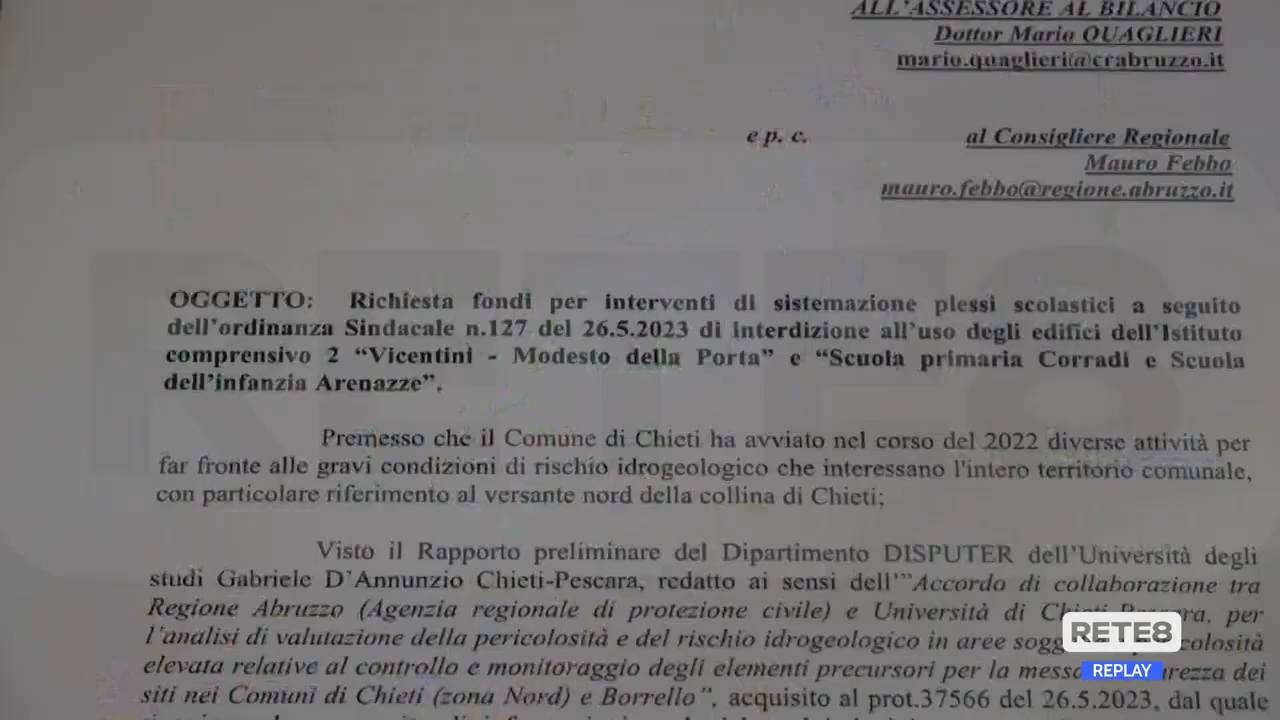 ALL'ASSESSORE AL BILANCIO
Dottor Mario QUAGLIERI
mario.quaglieri@crabruzzo.it
e p. c.
al Consigliere Regionale
Mauro Febbo
mauro.febbo@regione.abruzzo.it
OGGETTO: Richiesta fondi per interventi di sistemazione plessi scolastici a seguito
dell'ordinanza Sindacale n.127 del 26.5.2023 di interdizione all'uso degli edifici dell'Istituto
comprensivo 2 “Vicentini - Modesto della Porta” e “Scuola primaria Corradi e Scuola
dell'infanzia Arenazze”.
Premesso che il Comune di Chieti ha avviato nel corso del 2022 diverse attività per
far fronte alle gravi condizioni di rischio idrogeologico che interessano l'intero territorio comunale,
con particolare riferimento al versante nord della collina di Chieti;
Visto il Rapporto preliminare del Dipartimento DISPUTER dell'Università degli
studi Gabriele D'Annunzio Chieti-Pescara, redatto ai sensi dell'”Accordo di collaborazione tra
Regione Abruzzo (Agenzia regionale di protezione civile) e Università di Chieti-Pescara, per
l'analisi di valutazione della pericolosità e del rischio idrogeologico in aree
elevata relative al controllo e monitoraggio degli elementi precursori per la dei
siti nei Comuni di Chieti (zona Nord) e Borrello”, acquisito al prot.37566 del 26.5.2023, dal quale
RETE8
REPLAY
RETE8